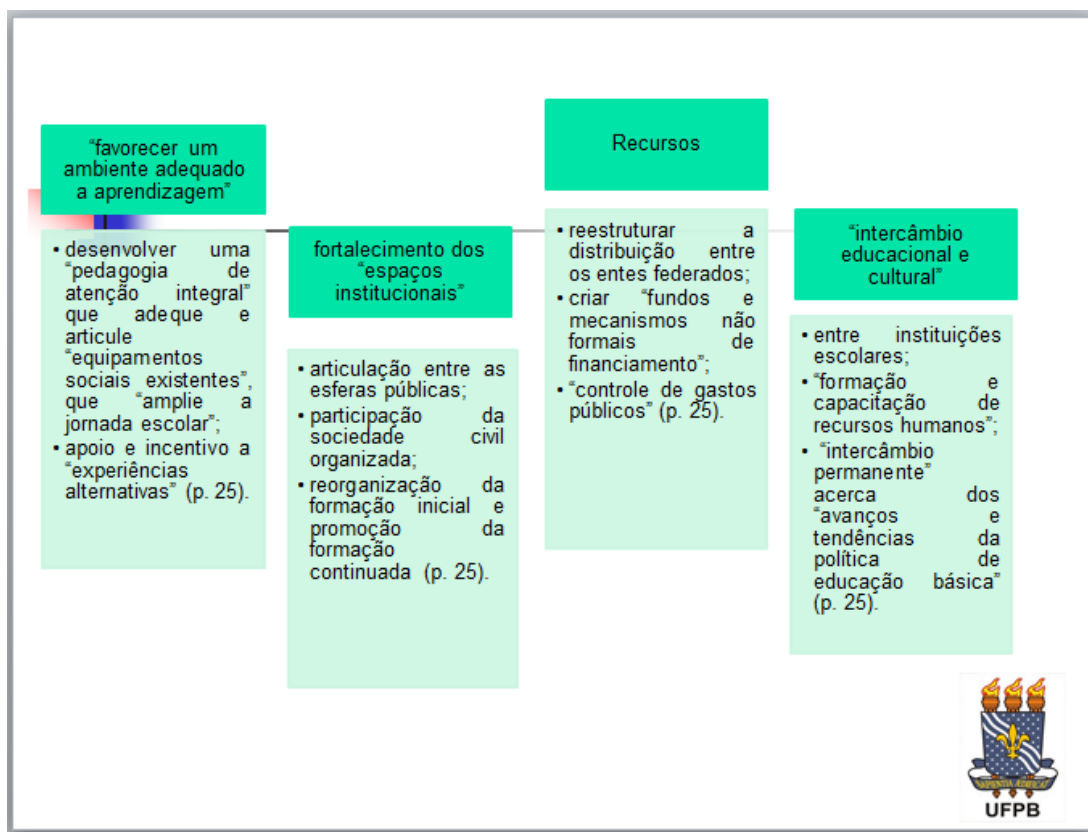 “favorecer um
ambiente adequado
a aprendizagem”
• desenvolver uma
“pedagogia de
atenção integral”
que adeque e
articule
“equipamentos
sociais existentes”,
que “amplie a
jornada escolar”;
• apoio e incentivo a
“experiências
alternativas” (p. 25).
fortalecimento dos
“espaços
institucionais”
• articulação entre as
esferas públicas;
• participação da
sociedade civil
organizada;
• reorganização da
formação inicial e
promoção da
formação
continuada (p. 25).
Recursos
• reestruturar a
distribuição entre
os entes federados;
• criar “fundos e
mecanismos não
formais de
financiamento”;
• “controle de gastos
públicos” (p. 25).
“intercâmbio
educacional e
cultural”
• entre instituições
escolares;
• “formação e
capacitação de
recursos humanos”;
• “intercâmbio
permanente”
acerca dos
“avanços e
tendências da
política de
educação básica”
(p. 25).
SAPIENTIA ÆDIFICAT
UFPB